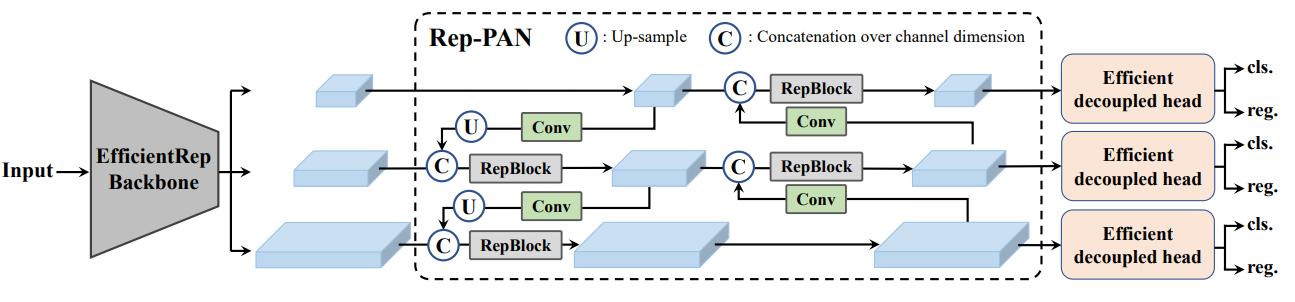 Rep-PAN
U : Up-sample
C : Concatenation over channel dimension
Input
EfficientRep
Backbone
C
RepBlock
Conv
U
Conv
C
RepBlock
C
RepBlock
Conv
U
Conv
C
RepBlock
Efficient
decoupled head
cls.
reg.
Efficient
decoupled head
cls.
reg.
Efficient
decoupled head
cls.
reg.